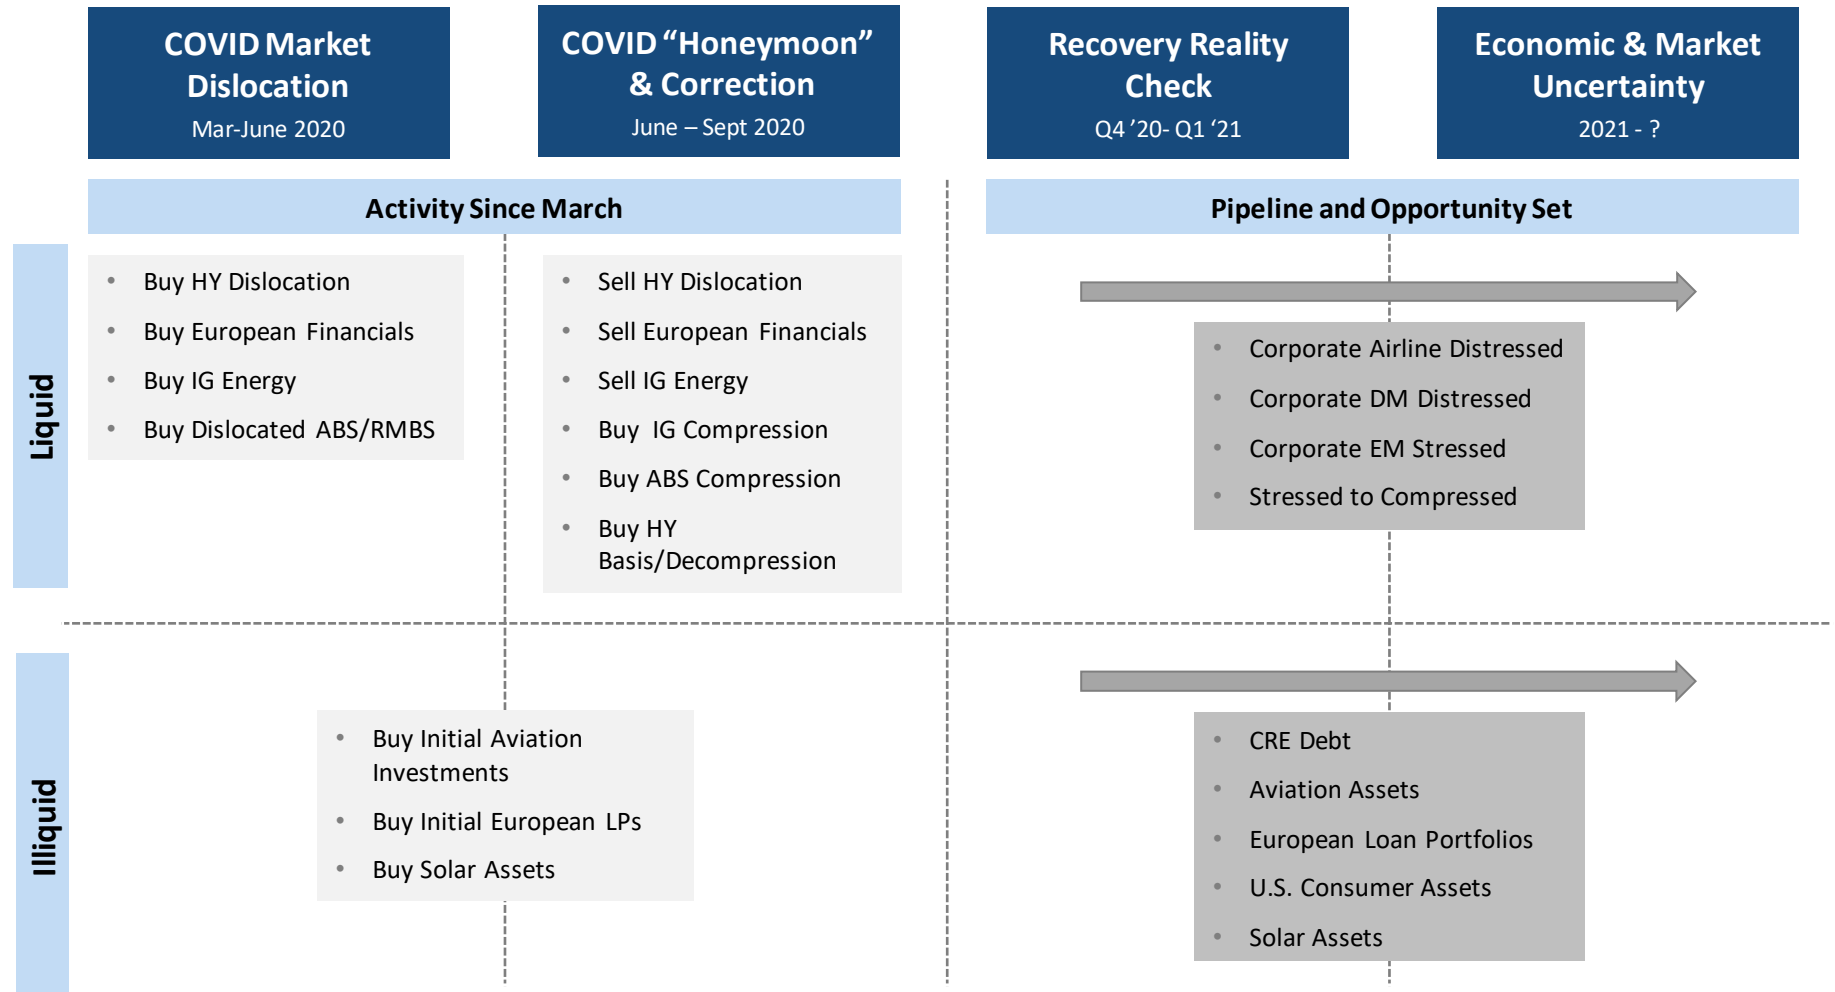 COVID Market
Dislocation
Mar-June 2020
COVID “Honeymoon”
& Correction
June – Sept 2020
Recovery Reality
Check
Q4 ’20- Q1 ‘21
Economic & Market
Uncertainty
2021 - ?
Activity Since March
Pipeline and Opportunity Set
Liquid
• Buy HY Dislocation
• Buy European Financials
• Buy IG Energy
• Buy Dislocated ABS/RMBS
• Sell HY Dislocation
• Sell European Financials
• Sell IG Energy
• Buy IG Compression
• Buy ABS Compression
• Buy HY
Basis/Decompression
• Corporate Airline Distressed
• Corporate DM Distressed
• Corporate EM Stressed
• Stressed to Compressed
Illiquid
• Buy Initial Aviation
Investments
• Buy Initial European LPs
• Buy Solar Assets
• CRE Debt
• Aviation Assets
• European Loan Portfolios
• U.S. Consumer Assets
• Solar Assets